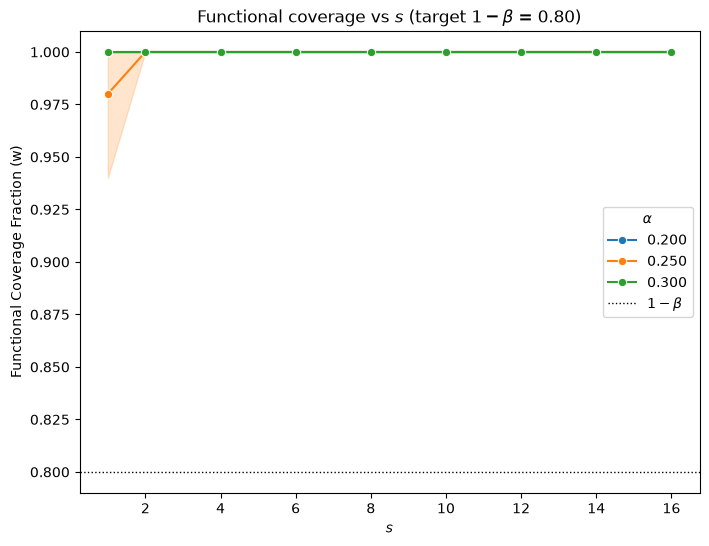 Functional coverage vs s (target 1 − β = 0.80)
Functional Coverage Fraction (w)
1.000
0.975
0.950
0.925
0.900
0.875
0.850
0.825
0.800
α
0.200
0.250
0.300
1 − β
2 4 6 8 10 12 14 16
s